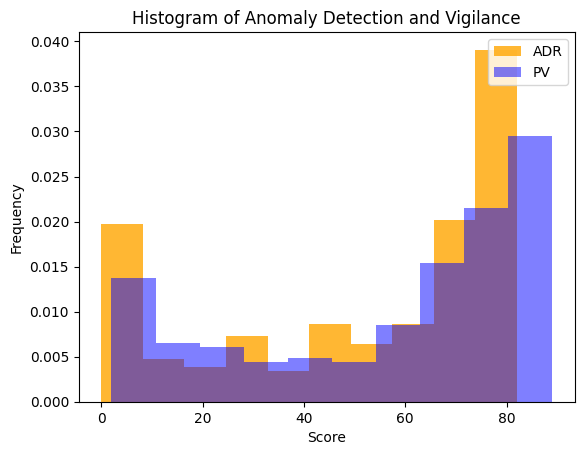 Histogram of Anomaly Detection and Vigilance
ADR
PV
0.040
0.035
0.030
0.025
0.020
0.015
0.010
0.005
0.000
Frequency
0 20 40 60 80
Score